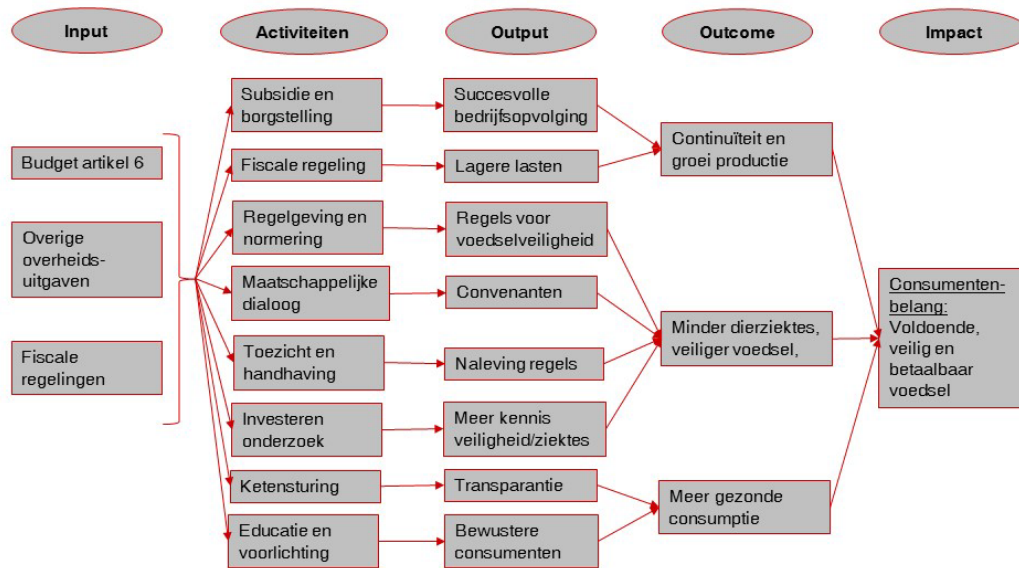 Input
Activiteiten
Output
Outcome
Impact
Budget artikel 6
Overige
overheids-
uitgaven
Fiscale
regelingen
Subsidie en
borgstelling
Fiscale regeling
Regelgeving en
normering
Maatschappelijke
dialoog
Toezicht en
handhaving
Investeren
onderzoek
Ketensturing
Educatie en
voorlichting
Succesvolle
bedrijfsopvolging
Lagere lasten
Regels voor
voedselveiligheid
Convenanten
Naleving regels
Meer kennis
veiligheid/ziektes
Transparantie
Bewustere
consumenten
Continuïteit en
groei productie
Minder dierziektes,
veiliger voedsel,
Meer gezonde
consumptie
Consumenten-
belang:
Voldoende,
veilig en
betaalbaar
voedsel